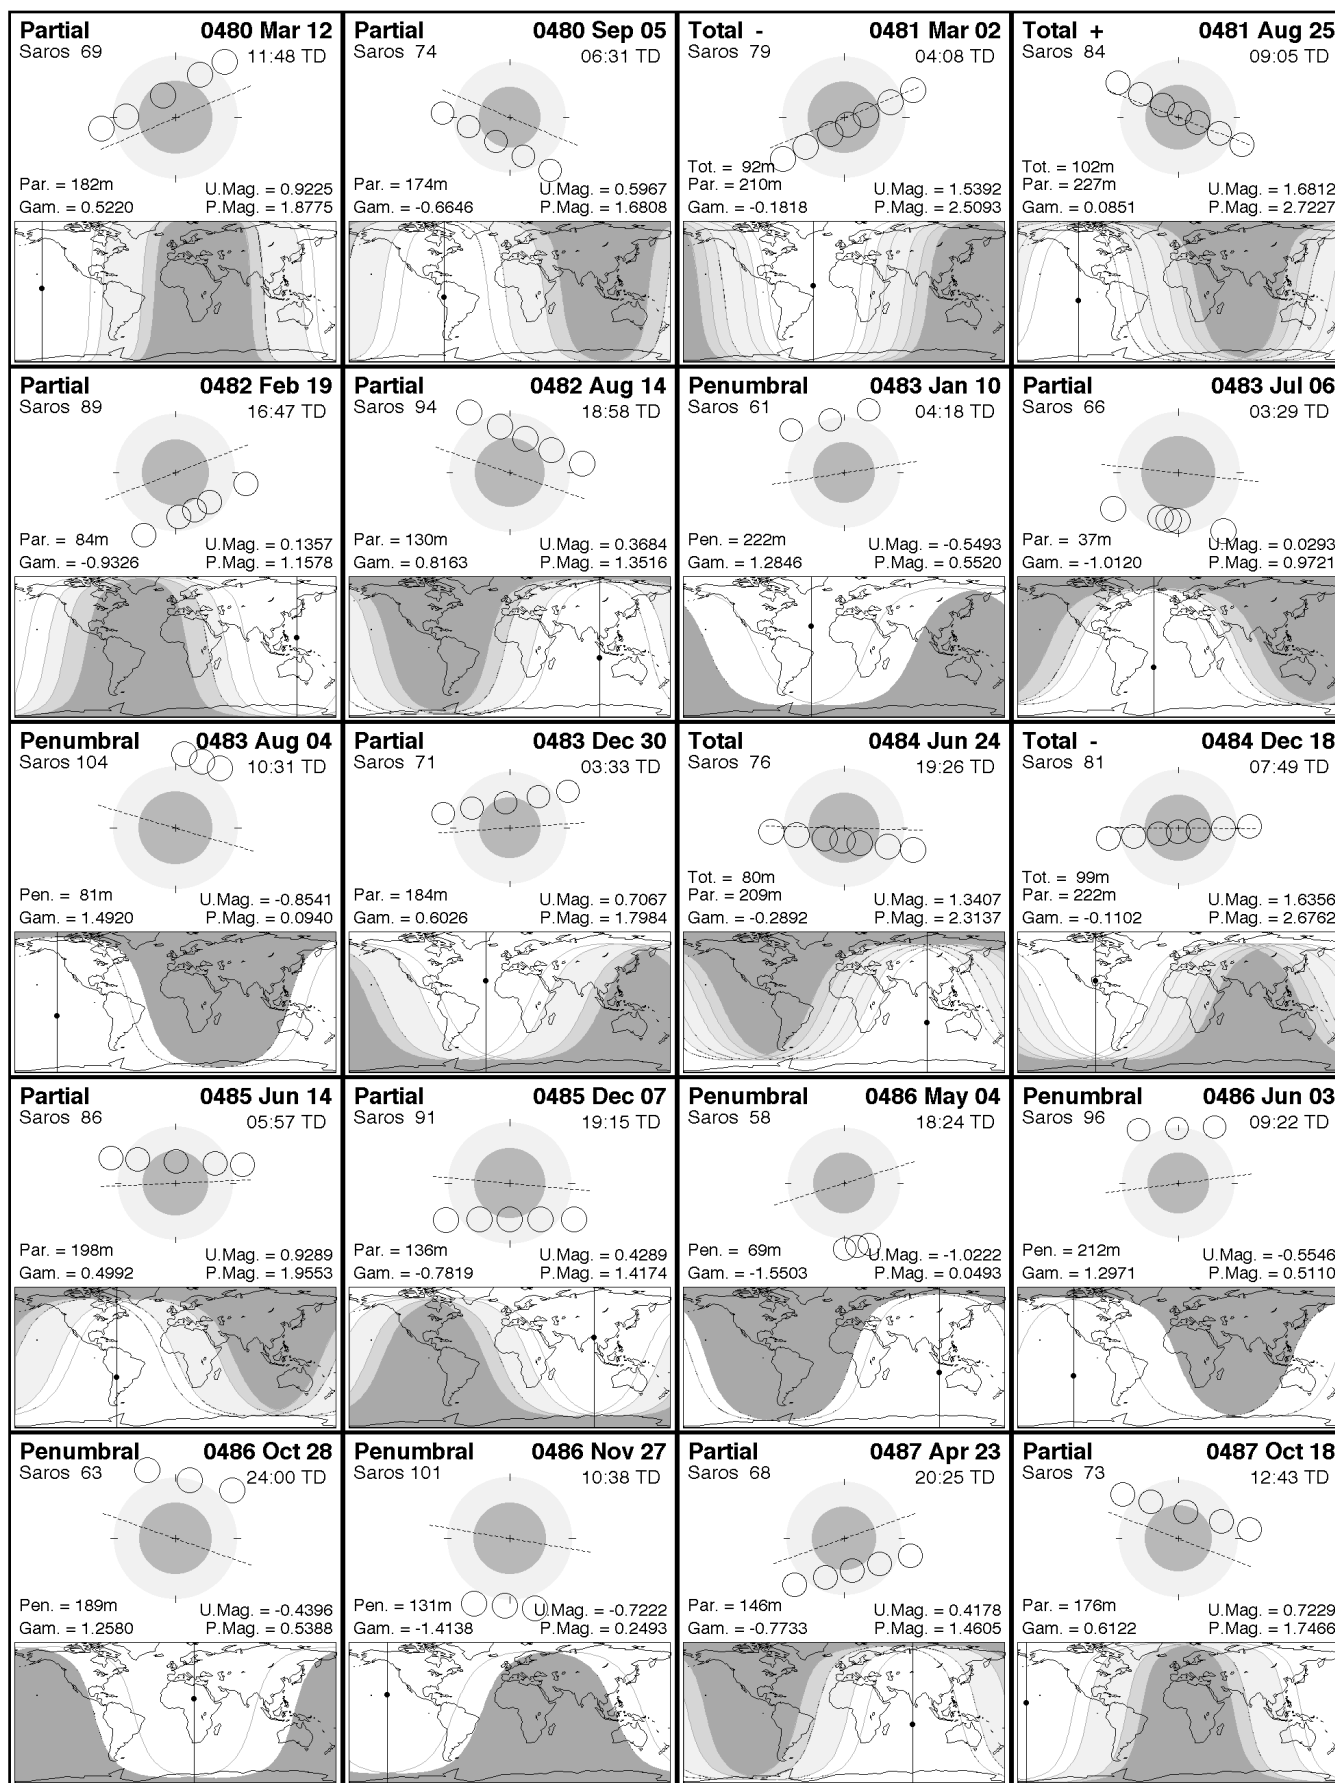 Partial 0480 Mar 12
Saros 69 11:48 TD
Par. = 182m U.Mag. = 0.9225
Gam. = 0.5220 P.Mag. = 1.8775
Partial 0480 Sep 05
Saros 74 06:31 TD
Par. = 174m U.Mag. = 0.5967
Gam. = -0.6646 P.Mag. = 1.6808
Total - 0481 Mar 02
Saros 79 04:08 TD
Tot. = 92m
Par. = 210m U.Mag. = 1.5392
Gam. = -0.1818 P.Mag. = 2.5093
Total + 0481 Aug 25
Saros 84 09:05 TD
Tot. = 102m
Par. = 227m U.Mag. = 1.6812
Gam. = 0.0851 P.Mag. = 2.7227
Partial 0482 Feb 19
Saros 89 16:47 TD
Par. = 84m U.Mag. = 0.1357
Gam. = -0.9326 P.Mag. = 1.1578
Partial 0482 Aug 14
Saros 94 18:58 TD
Par. = 130m U.Mag. = 0.3684
Gam. = 0.8163 P.Mag. = 1.3516
Penumbral 0483 Jan 10
Saros 61 04:18 TD
Pen. = 222m U.Mag. = -0.5493
Gam. = 1.2846 P.Mag. = 0.5520
Partial 0483 Jul 06
Saros 66 03:29 TD
Par. = 37m U.Mag. = 0.0293
Gam. = -1.0120 P.Mag. = 0.9721
Penumbral 0483 Aug 04
Saros 104 10:31 TD
Pen. = 81m U.Mag. = -0.8541
Gam. = 1.4920 P.Mag. = 0.0940
Partial 0483 Dec 30
Saros 71 03:33 TD
Par. = 184m U.Mag. = 0.7067
Gam. = 0.6026 P.Mag. = 1.7984
Total 0484 Jun 24
Saros 76 19:26 TD
Tot. = 80m
Par. = 209m U.Mag. = 1.3407
Gam. = -0.2892 P.Mag. = 2.3137
Total - 0484 Dec 18
Saros 81 07:49 TD
Tot. = 99m
Par. = 222m U.Mag. = 1.6356
Gam. = -0.1102 P.Mag. = 2.6762
Partial 0485 Jun 14
Saros 86 05:57 TD
Par. = 198m U.Mag. = 0.9289
Gam. = 0.4992 P.Mag. = 1.9553
Partial 0485 Dec 07
Saros 91 19:15 TD
Par. = 136m U.Mag. = 0.4289
Gam. = -0.7819 P.Mag. = 1.4174
Penumbral 0486 May 04
Saros 58 18:24 TD
Pen. = 69m U.Mag. = -1.0222
Gam. = -1.5503 P.Mag. = 0.0493
Penumbral 0486 Jun 03
Saros 96 09:22 TD
Pen. = 212m U.Mag. = -0.5546
Gam. = 1.2971 P.Mag. = 0.5110
Penumbral 0486 Oct 28
Saros 63 24:00 TD
Pen. = 189m U.Mag. = -0.4396
Gam. = 1.2580 P.Mag. = 0.5388
Penumbral 0486 Nov 27
Saros 101 10:38 TD
Pen. = 131m U.Mag. = -0.7222
Gam. = -1.4138 P.Mag. = 0.2493
Partial 0487 Apr 23
Saros 68 20:25 TD
Par. = 146m U.Mag. = 0.4178
Gam. = -0.7733 P.Mag. = 1.4605
Partial 0487 Oct 18
Saros 73 12:43 TD
Par. = 176m U.Mag. = 0.7229
Gam. = 0.6122 P.Mag. = 1.7466